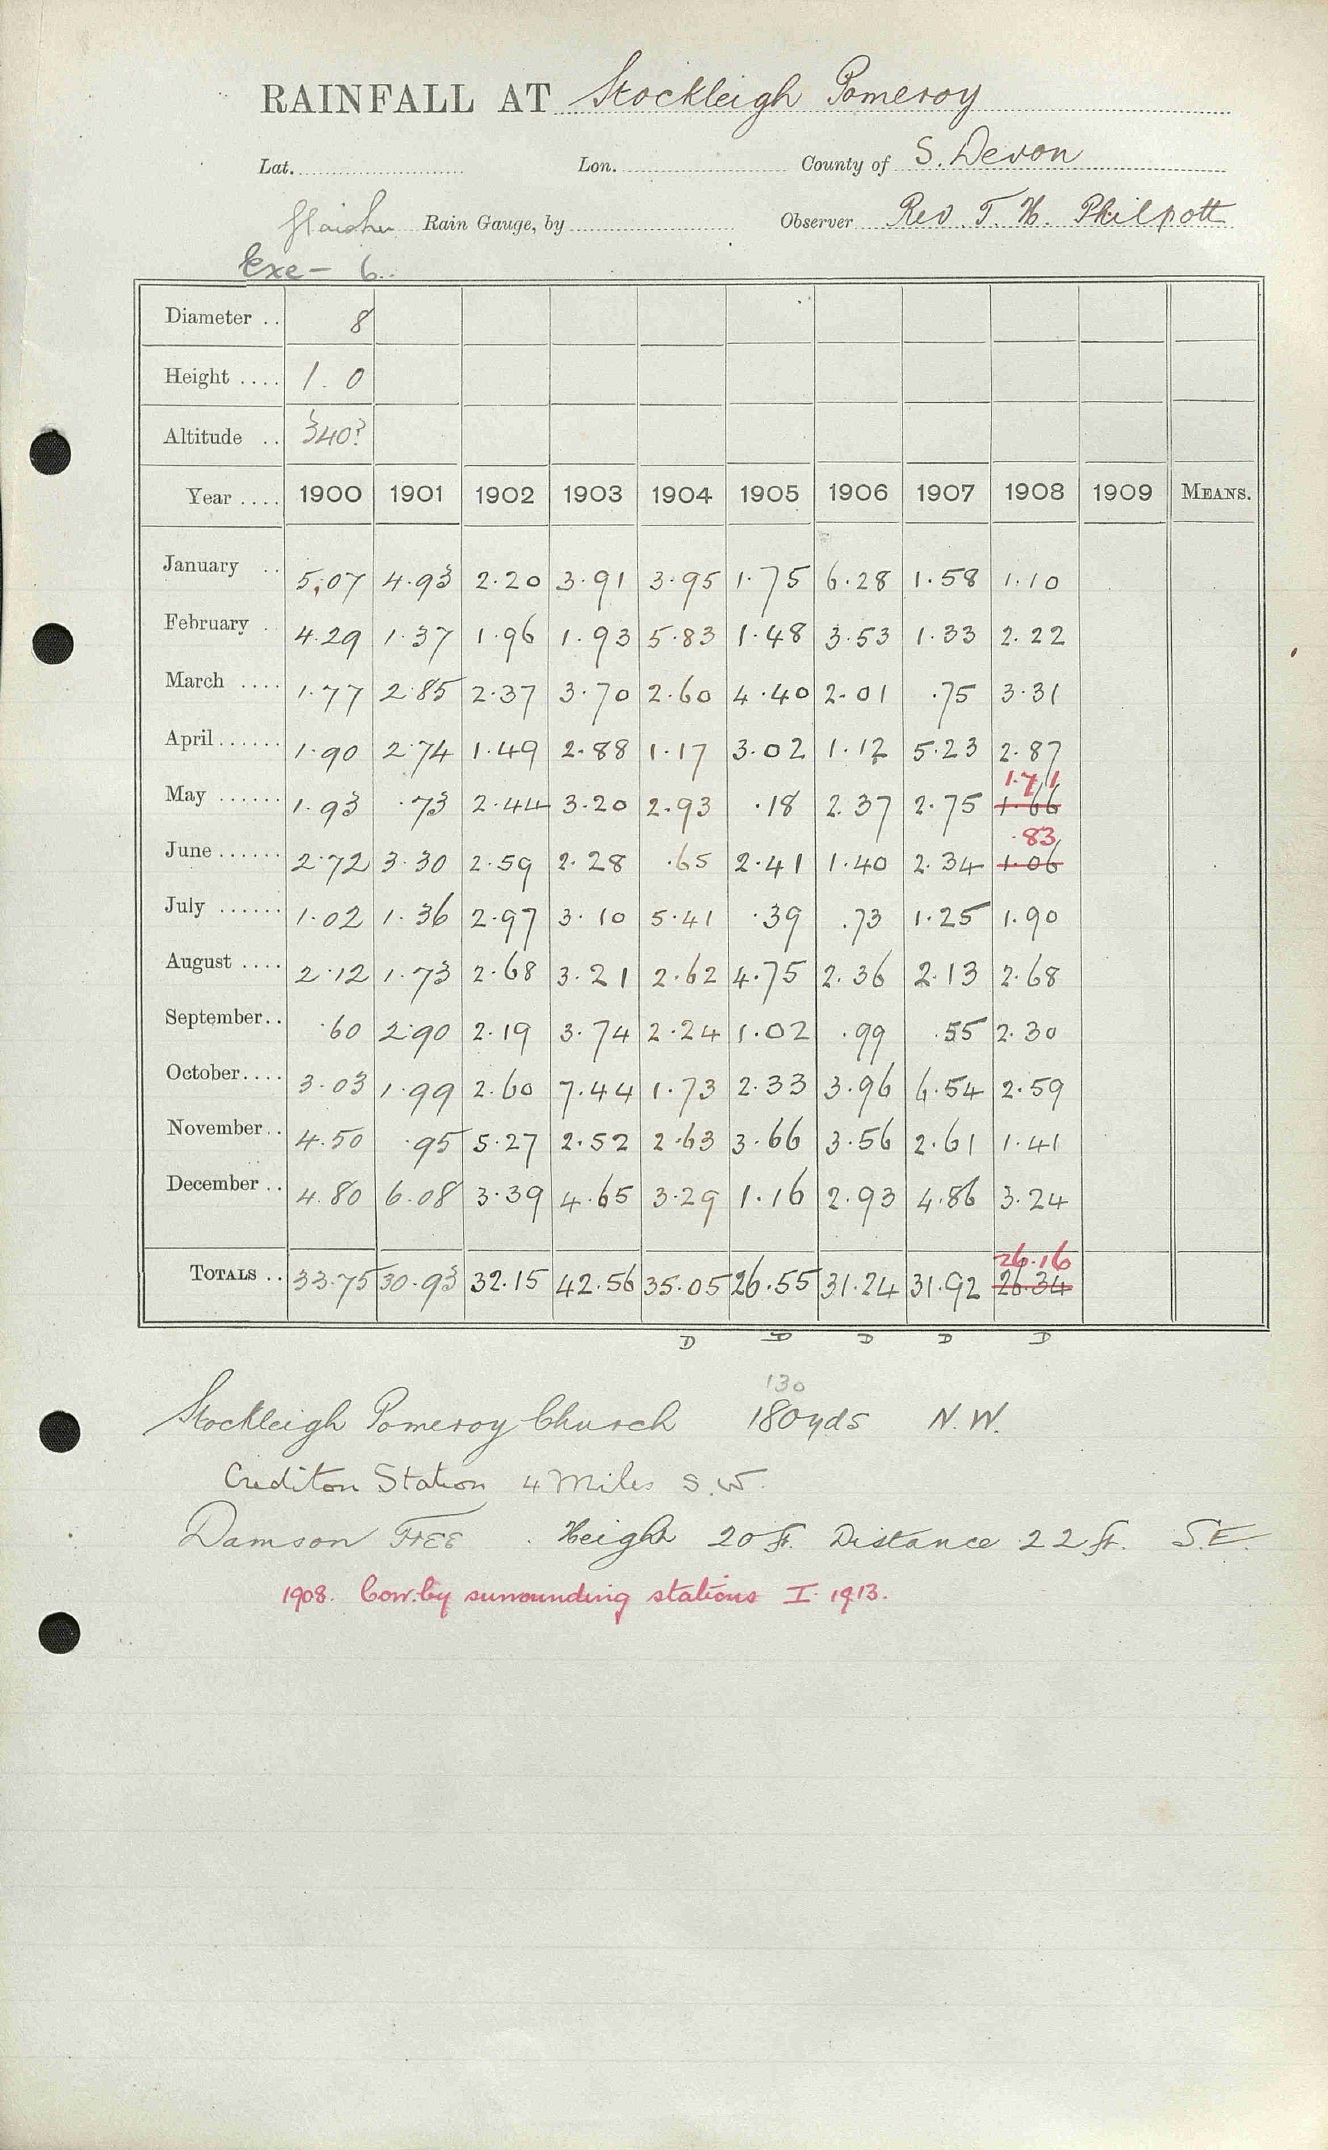 RAINFALL AT Stockleigh Pomeroy
Lat. Lon. County of S. Devon
Glaisher Rain Gauge, by Observer Rev. T. H. Philpott
Exe - 6.
Diameter .. 8
Height .... 1. 0
Altitude .. 340?
Year .... 1900 1901 1902 1903 1904 1905 1906 1907 1908 1909 MEANS.
January .. 5.07 4.93 2.20 3.91 3.95 1.75 6.28 1.58 1.10
February .. 4.29 1.37 1.96 1.93 5.83 1.48 3.53 1.33 2.22
March .... 1.77 2.85 2.37 3.70 2.60 4.40 2.01 .75 3.31
April ...... 1.90 2.74 1.49 2.88 1.17 3.02 1.12 5.23 2.87
1.71
May ...... 1.93 .73 2.44 3.20 2.93 .18 2.37 2.75 1.66
.83
June ...... 2.72 3.30 2.59 2.28 .65 2.41 1.40 2.34 1.06
July ...... 1.02 1.36 2.97 3.10 5.41 .39 .73 1.25 1.90
August .... 2.12 1.73 2.68 3.21 2.62 4.75 2.36 2.13 2.68
September.. .60 2.90 2.19 3.74 2.24 1.02 .99 .55 2.30
October.... 3.03 1.99 2.60 7.44 1.73 2.33 3.96 6.54 2.59
November.. 4.50 .95 5.27 2.52 2.63 3.66 3.56 2.61 1.41
December .. 4.80 6.08 3.39 4.65 3.29 1.16 2.93 4.86 3.24
26.16
TOTALS .. 33.75 30.93 32.15 42.56 35.05 26.55 31.24 31.92 26.34
D D D D D
130
Stockleigh Pomeroy Church 180yds N.W.
Crediton Station 4 Miles S.W.
Damson Tree. Height 20 ft. Distance 22 ft. S.E.
1908. Corr. by surrounding stations I. 1913.